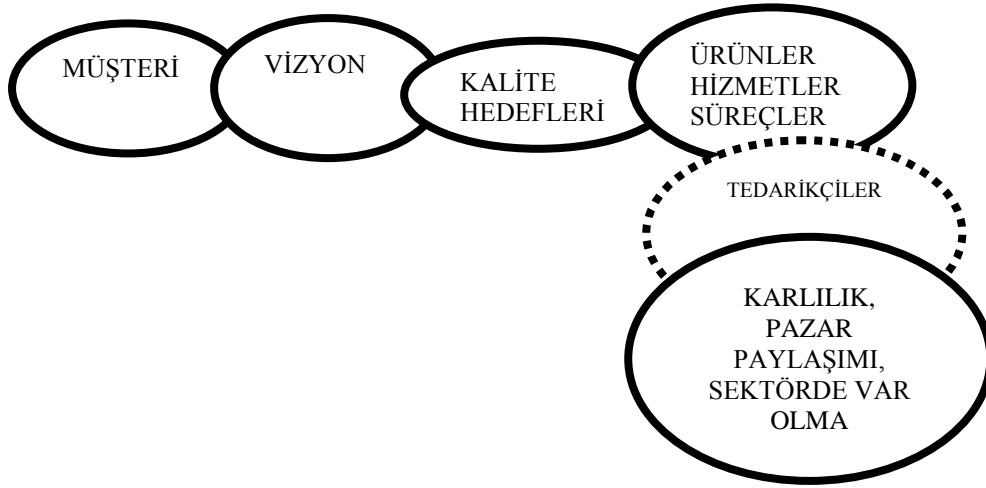 MÜŞTERİ
VİZYON
KALİTE
HEDEFLERİ
ÜRÜNLER
HİZMETLER
SÜREÇLER
TEDARİKÇİLER
KARLILIK,
PAZAR
PAYLAŞIMI,
SEKTÖRDE VAR
OLMA